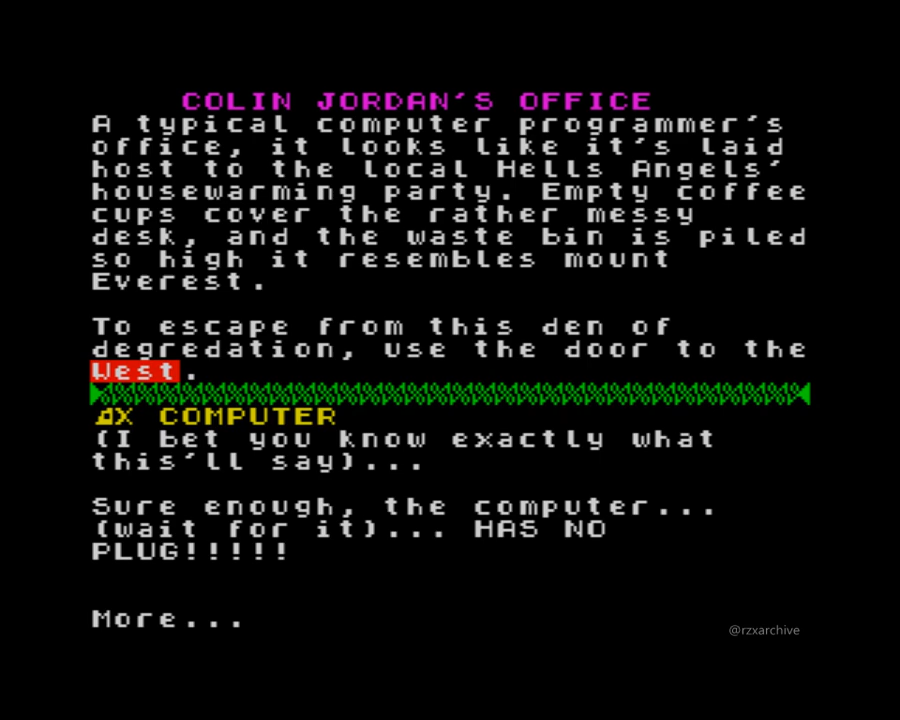 COLIN JORDAN'S OFFICE
A typical computer programmer's
office, it looks like it's laid
host to the local Hells Angels'
housewarming party. Empty coffee
cups cover the rather messy
desk, and the waste bin is piled
so high it resembles mount
Everest.
To escape from this den of
degredation, use the door to the
West.
X COMPUTER
(I bet you know exactly what
this'll say)...
Sure enough, the computer...
(wait for it)... HAS NO
PLUG!!!!!
More...
@rzxarchive